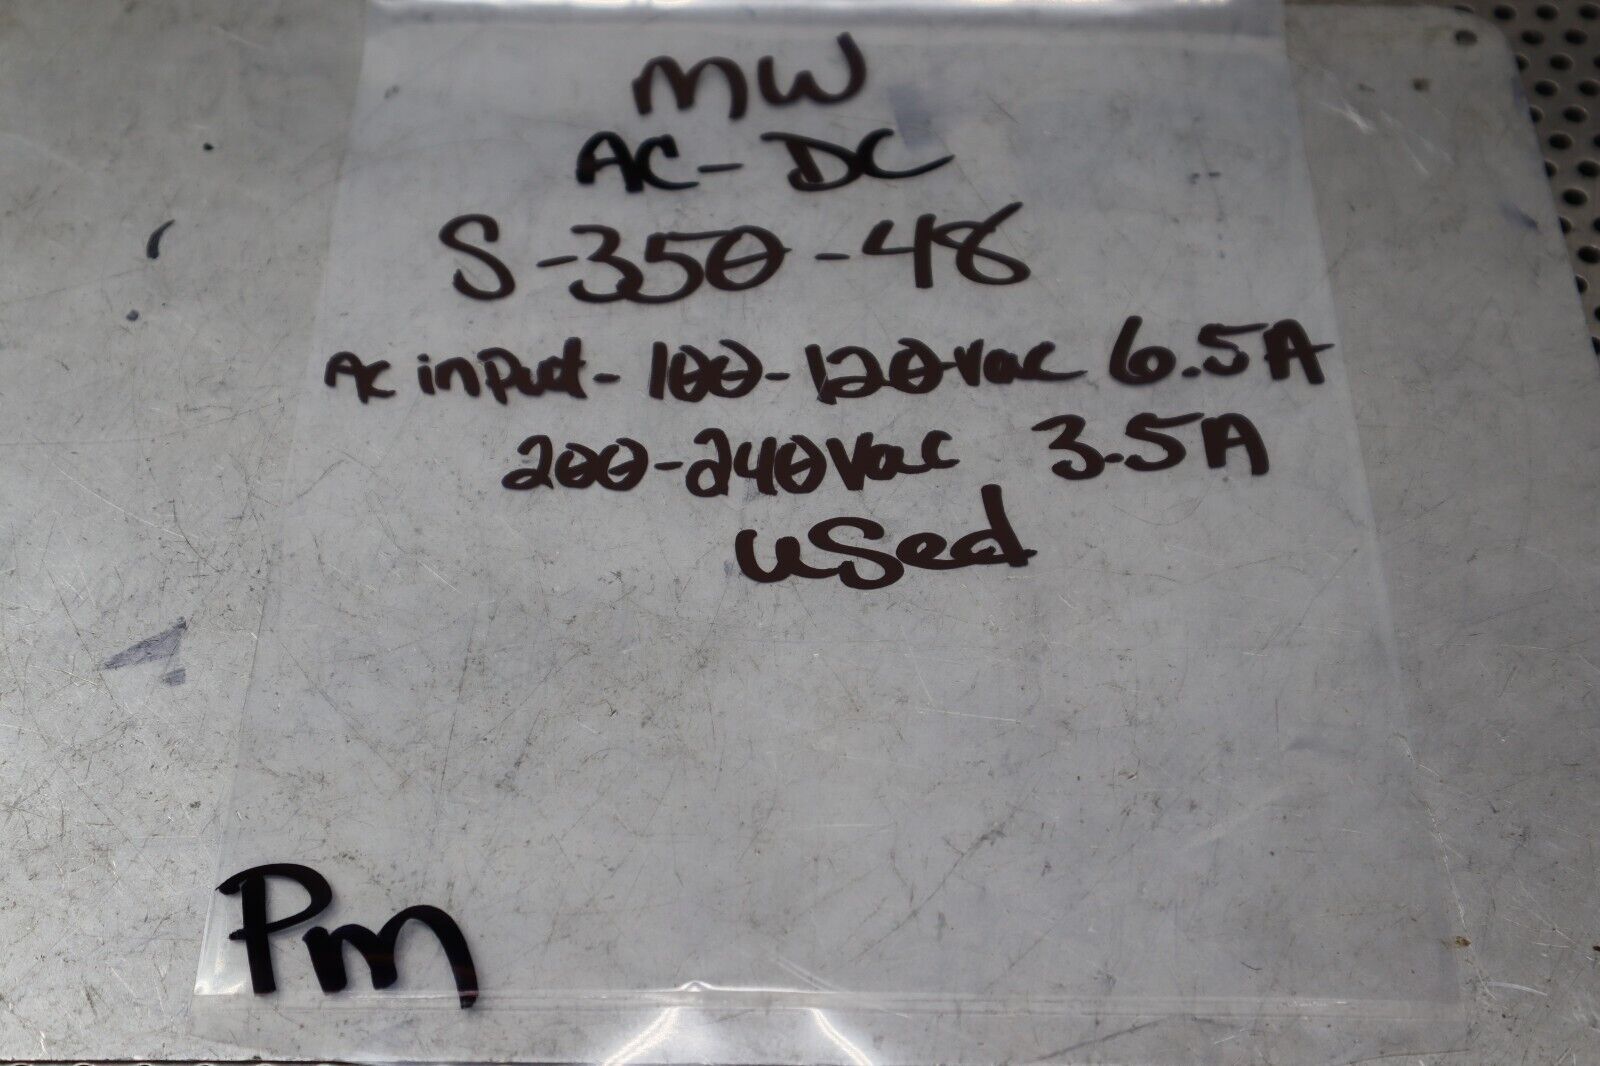 MW
AC-DC
S-350-48
AC input- 100-120vac 6.5A
200-240vac 3.5A
used
Pm